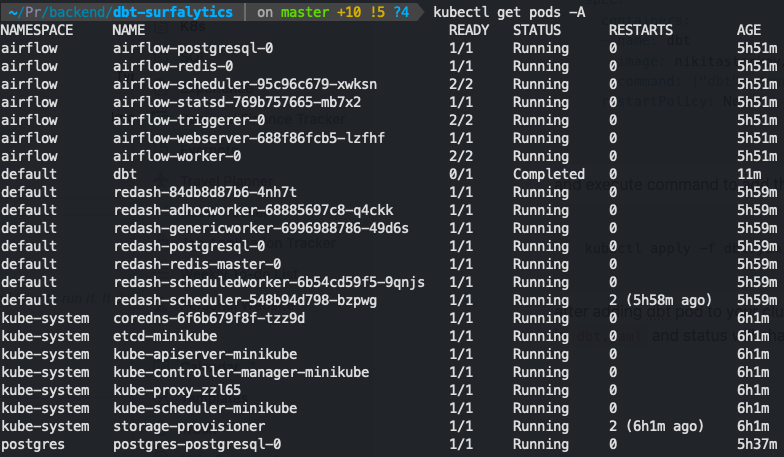 ~/Pr/backend/dbt-surfalytics | on master +10 !5 ?4 kubectl get pods -A
NAMESPACE NAME READY STATUS RESTARTS AGE
airflow airflow-postgresql-0 1/1 Running 0 5h51m
airflow airflow-redis-0 1/1 Running 0 5h51m
airflow airflow-scheduler-95c96c679-xwksn 2/2 Running 0 5h51m
airflow airflow-statsd-769b757665-mb7x2 1/1 Running 0 5h51m
airflow airflow-triggerer-0 2/2 Running 0 5h51m
airflow airflow-webserver-688f86fcb5-lzfhf 1/1 Running 0 5h51m
airflow airflow-worker-0 2/2 Running 0 5h51m
default dbt 0/1 Completed 0 11m
default redash-84db8d87b6-4nh7t 1/1 Running 0 5h59m
default redash-adhocworker-68885697c8-q4ckk 1/1 Running 0 5h59m
default redash-genericworker-6996988786-49d6s 1/1 Running 0 5h59m
default redash-postgresql-0 1/1 Running 0 5h59m
default redash-redis-master-0 1/1 Running 0 5h59m
default redash-scheduledworker-6b54cd59f5-9qnjs 1/1 Running 0 5h59m
default redash-scheduler-548b94d798-bzpwg 1/1 Running 2 (5h58m ago) 5h59m
kube-system coredns-6f6b679f8f-tzz9d 1/1 Running 0 6h1m
kube-system etcd-minikube 1/1 Running 0 6h1m
kube-system kube-apiserver-minikube 1/1 Running 0 6h1m
kube-system kube-controller-manager-minikube 1/1 Running 0 6h1m
kube-system kube-proxy-zzl65 1/1 Running 0 6h1m
kube-system kube-scheduler-minikube 1/1 Running 0 6h1m
kube-system storage-provisioner 1/1 Running 2 (6h1m ago) 6h1m
postgres postgres-postgresql-0 1/1 Running 0 5h37m